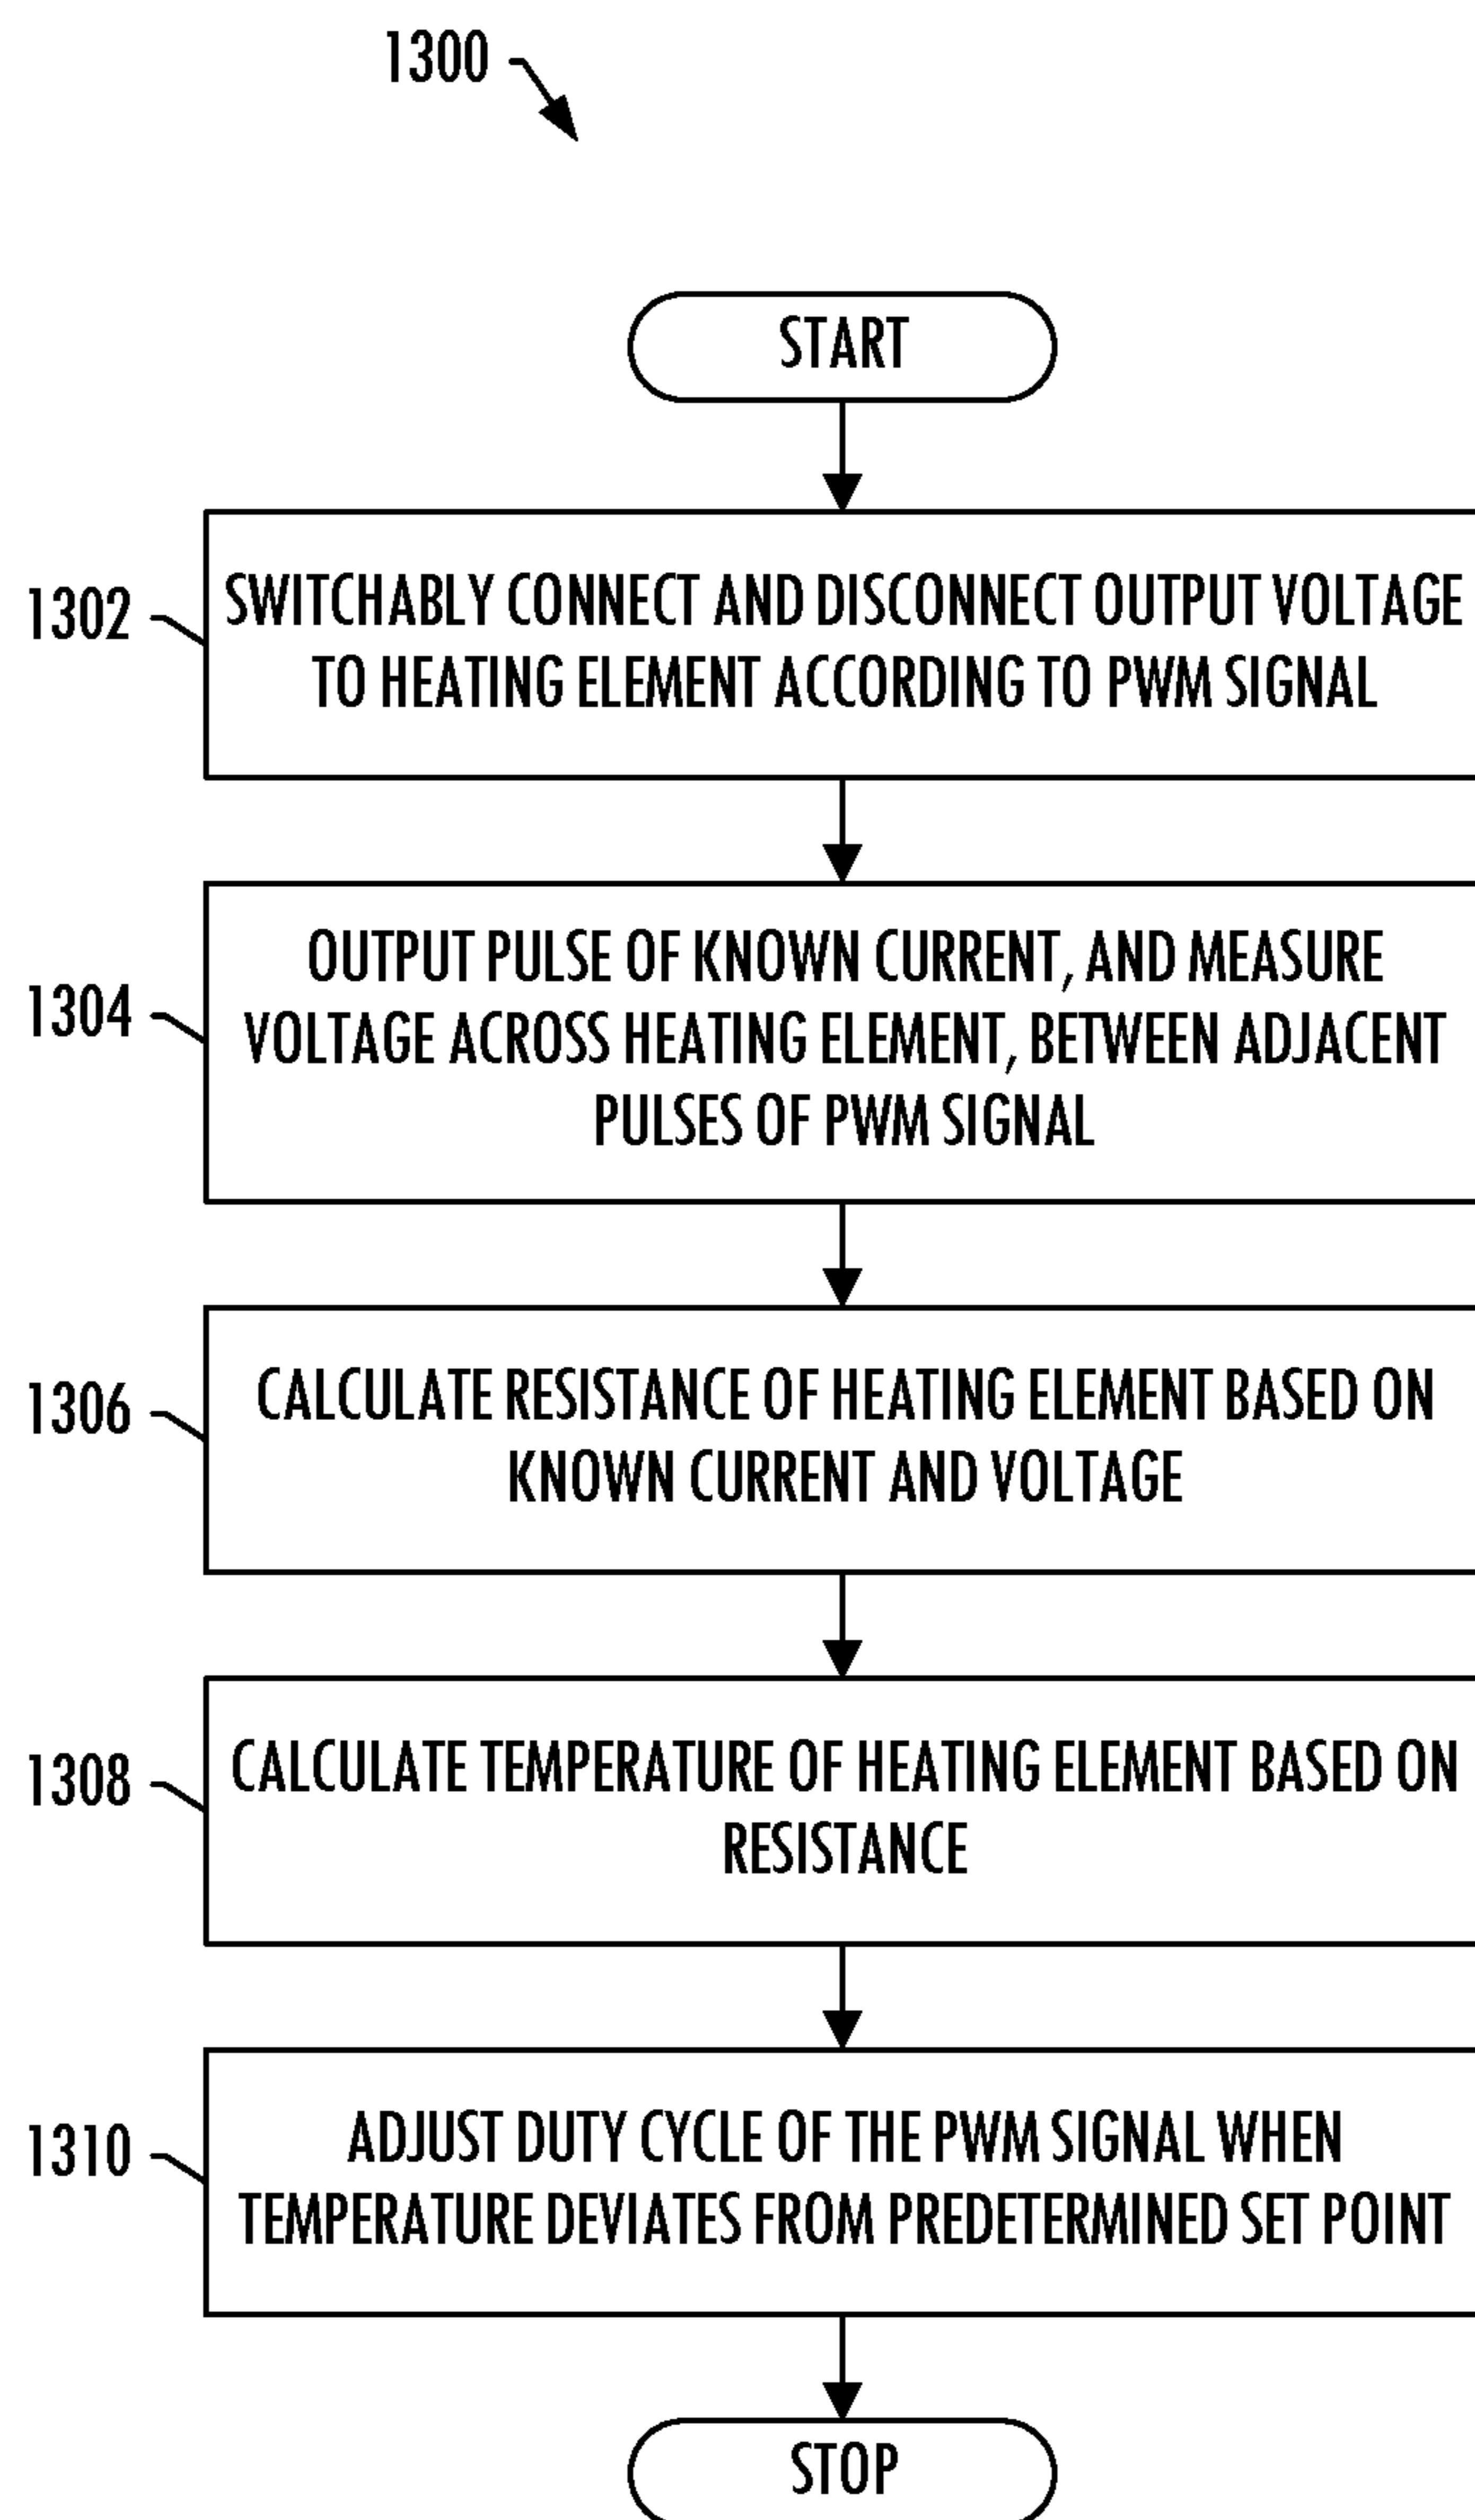 1300
START
1302
SWITCHABLY CONNECT AND DISCONNECT OUTPUT VOLTAGE
TO HEATING ELEMENT ACCORDING TO PWM SIGNAL
1304
OUTPUT PULSE OF KNOWN CURRENT, AND MEASURE
VOLTAGE ACROSS HEATING ELEMENT, BETWEEN ADJACENT
PULSES OF PWM SIGNAL
1306
CALCULATE RESISTANCE OF HEATING ELEMENT BASED ON
KNOWN CURRENT AND VOLTAGE
1308
CALCULATE TEMPERATURE OF HEATING ELEMENT BASED ON
RESISTANCE
1310
ADJUST DUTY CYCLE OF THE PWM SIGNAL WHEN
TEMPERATURE DEVIATES FROM PREDETERMINED SET POINT
STOP